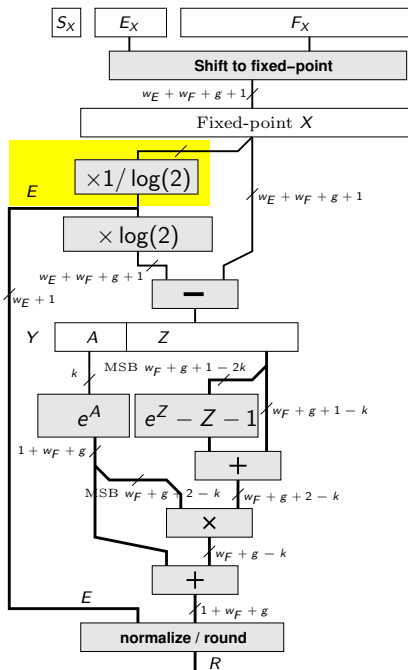 S_X E_X F_X
Shift to fixed–point
w_E + w_F + g + 1
Fixed-point X
×1/ log(2)
E
w_E + w_F + g + 1
× log(2)
w_E + w_F + g + 1
w_E + 1
−
Y A Z
MSB w_F + g + 1 − 2k
k
e^A e^Z − Z − 1
w_F + g + 1 − k
1 + w_F + g
+
MSB w_F + g + 2 − k
w_F + g + 2 − k
×
w_F + g − k
+
E
1 + w_F + g
normalize / round
R